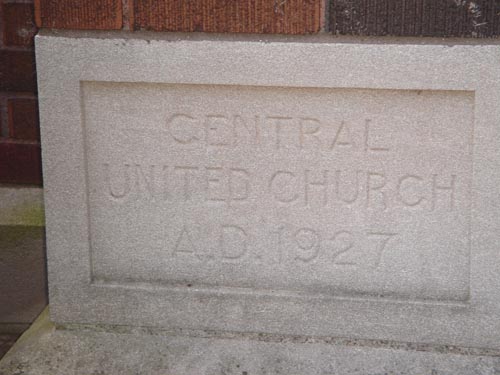 CENTRAL
UNITED CHURCH
A.D. 1927